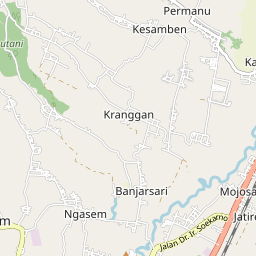 Permanu
Kesamben
utani
Ka
Kranggan
Banjarsari
Mojosa
Ngasem
Jatire
m
Jalan Dr. Ir. Soekarno